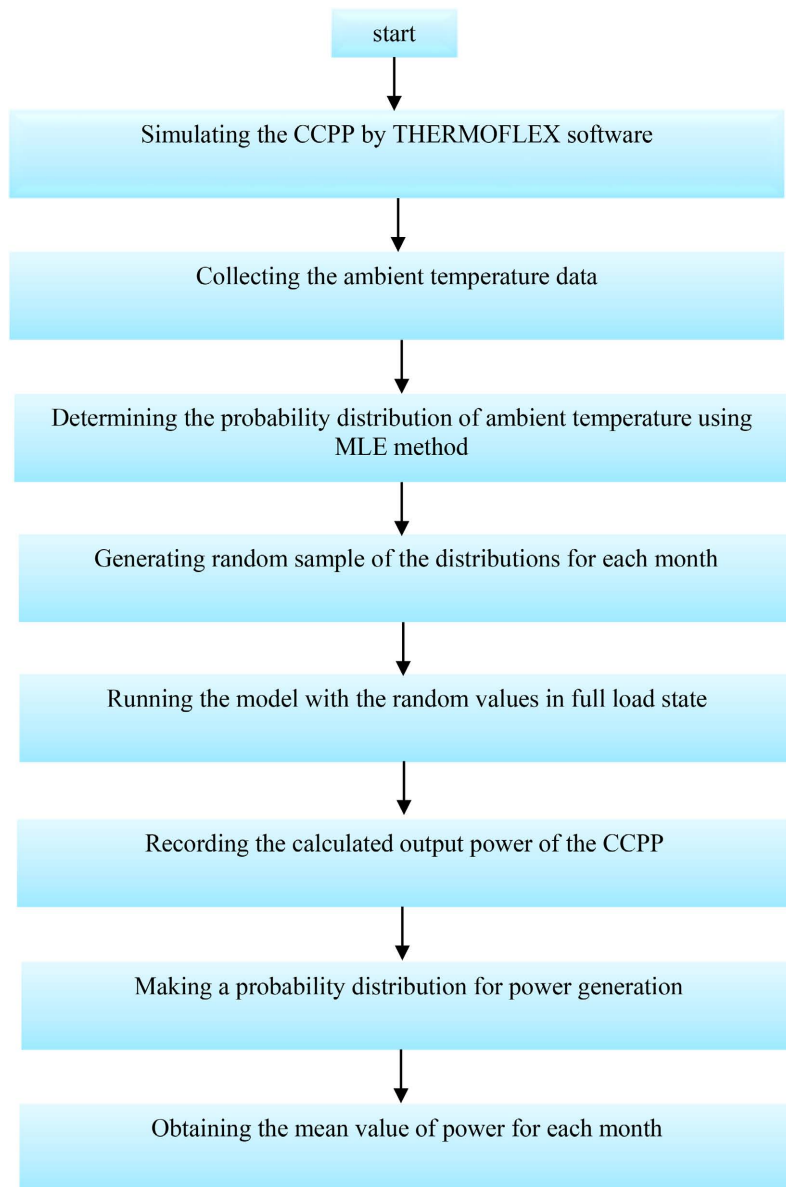 start
Simulating the CCPP by THERMOFLEX software
Collecting the ambient temperature data
Determining the probability distribution of ambient temperature using
MLE method
Generating random sample of the distributions for each month
Running the model with the random values in full load state
Recording the calculated output power of the CCPP
Making a probability distribution for power generation
Obtaining the mean value of power for each month